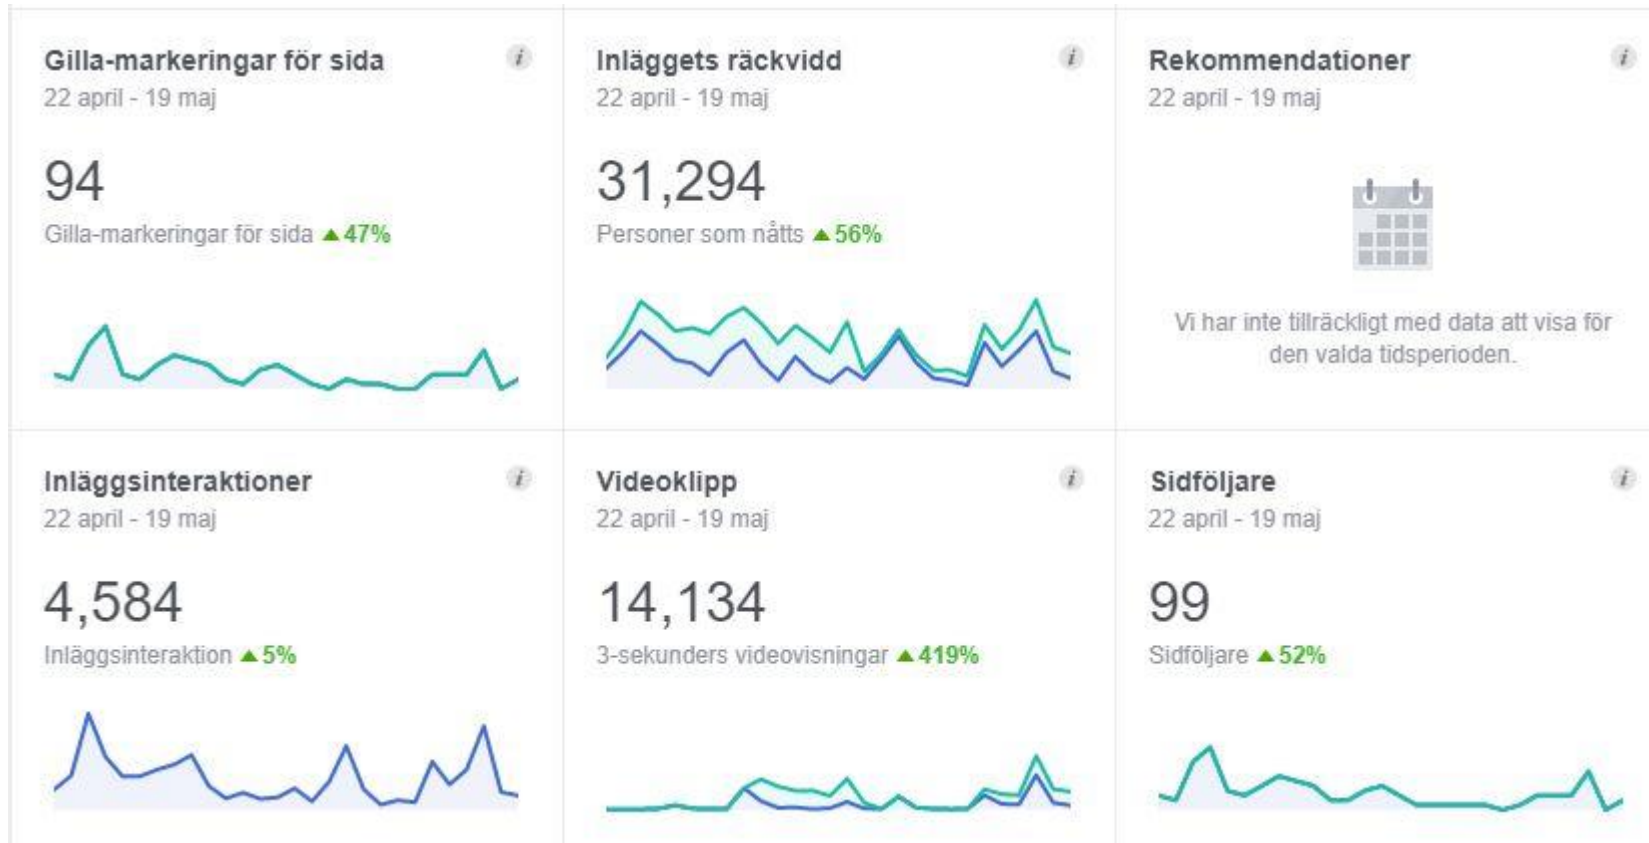 Gilla-markeringar för sida
22 april - 19 maj
94
Gilla-markeringar för sida ▲47%
Inläggets räckvidd
22 april - 19 maj
31,294
Personer som nåtts ▲56%
Rekommendationer
22 april - 19 maj
Vi har inte tillräckligt med data att visa för
den valda tidsperioden.
Inläggsinteraktioner
22 april - 19 maj
4,584
Inläggsinteraktion ▲5%
Videoklipp
22 april - 19 maj
14,134
3-sekunders videovisningar ▲419%
Sidföljare
22 april - 19 maj
99
Sidföljare ▲52%